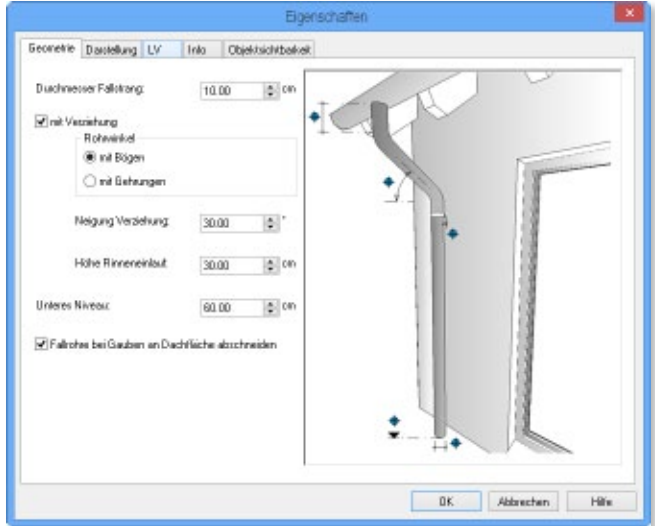 Eigenschaften
Geometrie Darstellung LV Info Objektsichtbarkeit
Durchmesser Fallstrang: 10.00 cm
mit Verziehung
Rohrwinkel
mit Bögen
mit Gehrungen
Neigung Verziehung: 30.00 °
Höhe Rinneneinlauf: 30.00 cm
Unteres Niveau: 60.00 cm
Fallrohre bei Gauben an Dachfläche abschneiden
OK Abbrechen Hilfe